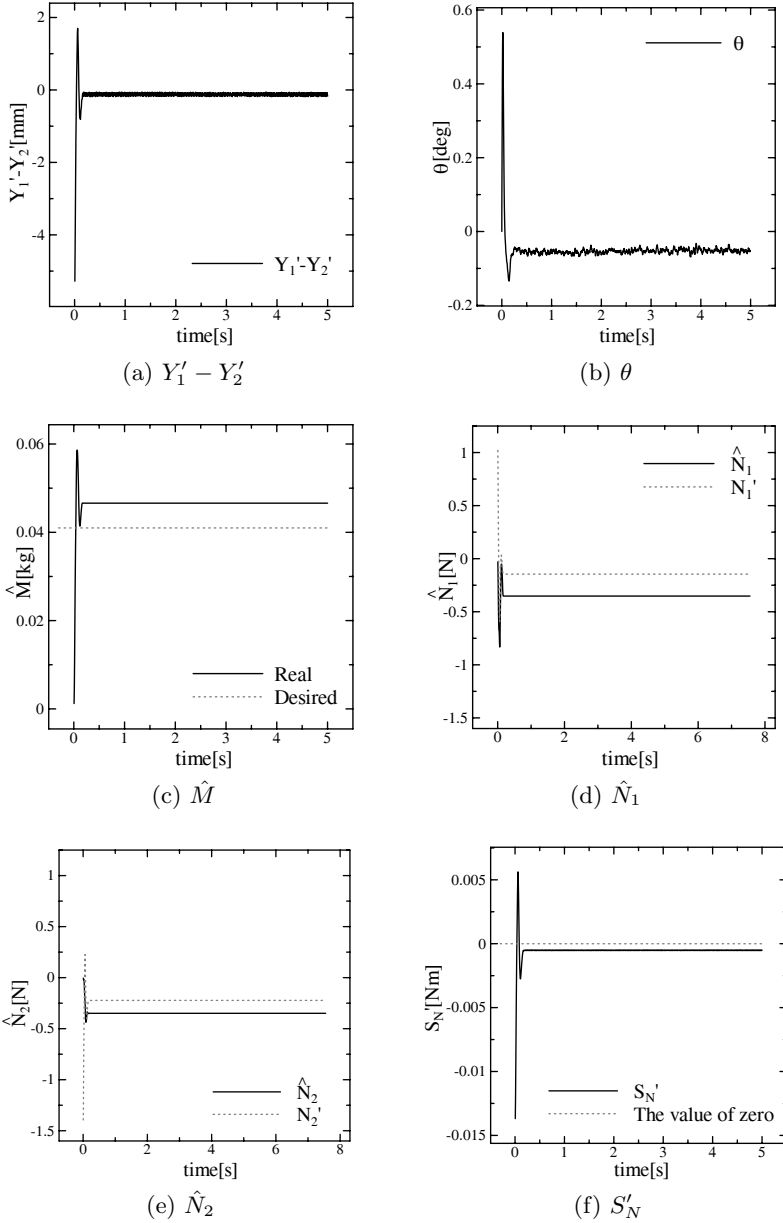 2
0
-2
-4
Y₁'-Y₂'[mm]
Y₁'-Y₂'
0 1 2 3 4 5
time[s]
(a) Y₁′ − Y₂′
0.6
0.4
0.2
0
-0.2
θ[deg]
θ
0 1 2 3 4 5
time[s]
(b) θ
0.06
0.04
0.02
0
M̂[kg]
Real
Desired
0 1 2 3 4 5
time[s]
(c) M̂
1
0.5
0
-0.5
-1
-1.5
N̂₁[N]
N̂₁
N₁'
0 2 4 6 8
time[s]
(d) N̂₁
1
0.5
0
-0.5
-1
-1.5
N̂₂[N]
N̂₂
N₂'
0 2 4 6 8
time[s]
(e) N̂₂
0.005
0
-0.005
-0.01
-0.015
S_N'[Nm]
S_N'
The value of zero
0 1 2 3 4 5
time[s]
(f) S′_N